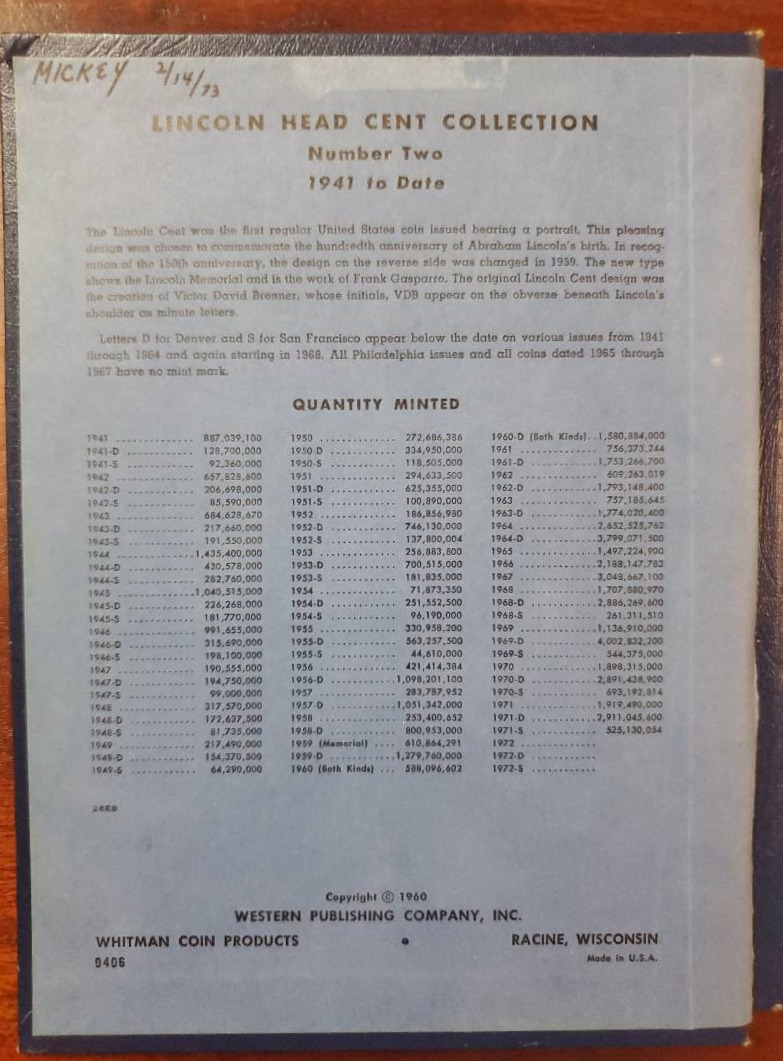 MICKEY 2/14/73
LINCOLN HEAD CENT COLLECTION
Number Two
1941 to Date
The Lincoln Cent was the first regular United States coin issued bearing a portrait. This pleasing
design was chosen to commemorate the hundredth anniversary of Abraham Lincoln's birth. In recog-
nition of the 150th anniversary, the design on the reverse side was changed in 1959. The new type
shows the Lincoln Memorial and is the work of Frank Gasparro. The original Lincoln Cent design was
the creation of Victor David Brenner, whose initials, VDB appear on the obverse beneath Lincoln's
shoulder as minute letters.
Letters D for Denver and S for San Francisco appear below the date on various issues from 1941
through 1964 and again starting in 1968. All Philadelphia issues and all coins dated 1965 through
1967 have no mint mark.
QUANTITY MINTED
1941 ............. 887,039,100
1941-D ............ 128,700,000
1941-S ............ 92,360,000
1942 ............. 657,828,600
1942-D ............ 206,698,000
1942-S ............ 85,590,000
1943 ............. 684,628,670
1943-D ............ 217,660,000
1943-S ............ 191,550,000
1944 ............. 1,435,400,000
1944-D ............ 430,578,000
1944-S ............ 282,760,000
1945 ............. 1,040,515,000
1945-D ............ 226,268,000
1945-S ............ 181,770,000
1946 ............. 991,655,000
1946-D ............ 315,690,000
1946-S ............ 198,100,000
1947 ............. 190,555,000
1947-D ............ 194,750,000
1947-S ............ 99,000,000
1948 ............. 317,570,000
1948-D ............ 172,637,500
1948-S ............ 81,735,000
1949 ............. 217,490,000
1949-D ............ 154,370,500
1949-S ............ 64,290,000
1950 ............. 272,686,386
1950-D ............ 334,950,000
1950-S ............ 118,505,000
1951 ............. 294,633,500
1951-D ............ 625,355,000
1951-S ............ 100,890,000
1952 ............. 186,856,980
1952-D ............ 746,130,000
1952-S ............ 137,800,004
1953 ............. 256,883,800
1953-D ............ 700,515,000
1953-S ............ 181,835,000
1954 ............. 71,873,350
1954-D ............ 251,552,500
1954-S ............ 96,190,000
1955 ............. 330,958,200
1955-D ............ 563,257,500
1955-S ............ 44,610,000
1956 ............. 421,414,384
1956-D ............ 1,098,201,100
1957 ............. 283,787,952
1957-D ............ 1,051,342,000
1958 ............. 253,400,652
1958-D ............ 800,953,000
1959 (Memorial) .... 610,864,291
1959-D ............ 1,279,760,000
1960 (Both Kinds) ... 588,096,602
1960-D (Both Kinds) .. 1,580,884,000
1961 ............. 756,373,244
1961-D ............ 1,753,266,700
1962 ............. 609,263,019
1962-D ............ 1,793,148,400
1963 ............. 757,185,645
1963-D ............ 1,774,020,400
1964 ............. 2,652,525,762
1964-D ............ 3,799,071,500
1965 ............. 1,497,224,900
1966 ............. 2,188,147,783
1967 ............. 3,048,667,100
1968 ............. 1,707,880,970
1968-D ............ 2,886,269,600
1968-S ............ 261,311,510
1969 ............. 1,136,910,000
1969-D ............ 4,002,832,200
1969-S ............ 544,375,000
1970 ............. 1,898,315,000
1970-D ............ 2,891,438,900
1970-S ............ 693,192,814
1971 ............. 1,919,490,000
1971-D ............ 2,911,045,600
1971-S ............ 525,130,054
1972 .............
1972-D ............
1972-S ............
26E8
Copyright © 1960
WESTERN PUBLISHING COMPANY, INC.
WHITMAN COIN PRODUCTS • RACINE, WISCONSIN
9406 Made in U.S.A.